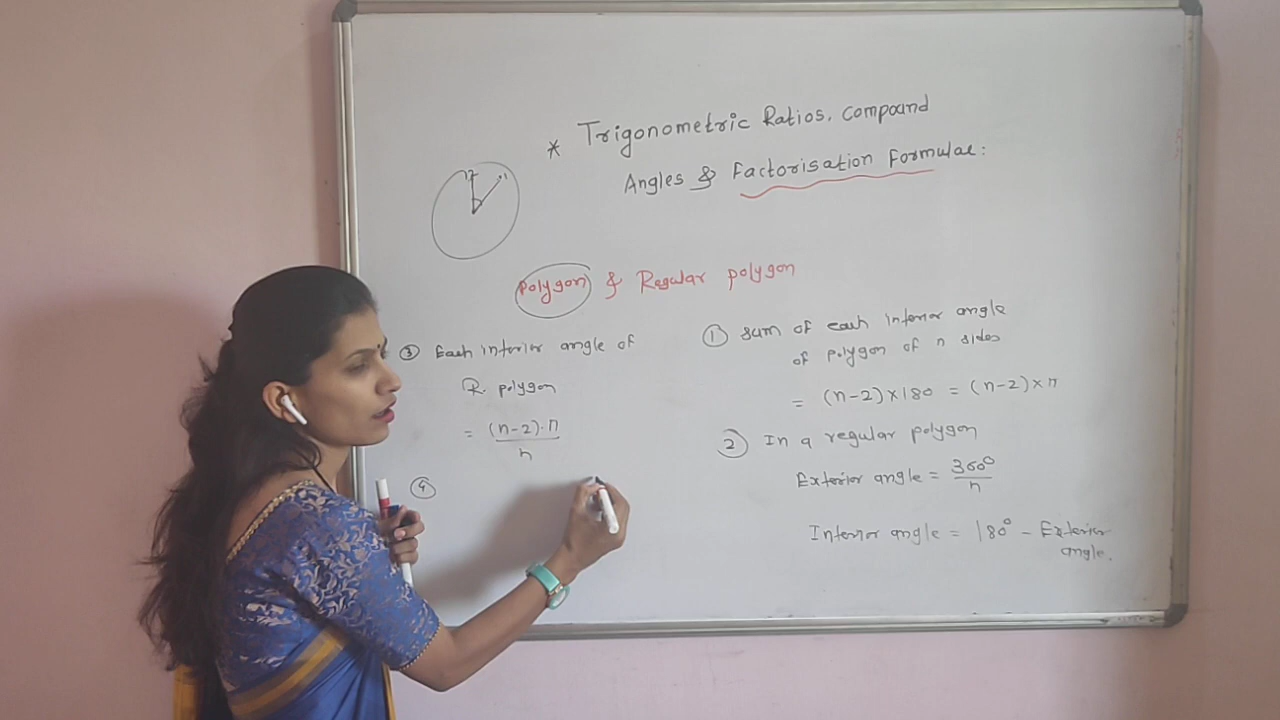 * Trigonometric Ratios, compound
Angles & Factorisation Formulae:
12 1
Polygon & Regular polygon
① sum of each interior angle
of polygon of n sides
= (n-2)×180 = (n-2)×π
② In a regular polygon
Exterior angle = 360°/n
Interior angle = 180° - Exterior
angle.
③ Each interior angle of
R. polygon
= (n-2)·π/n
④